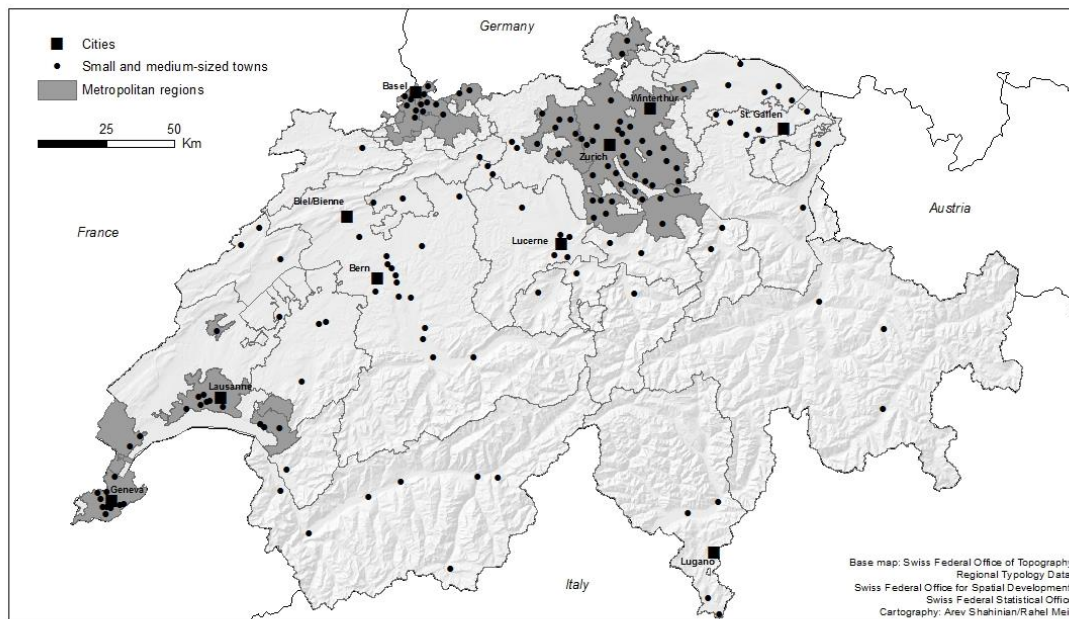 Germany
Cities
Small and medium-sized towns
Metropolitan regions
25
50
Km
Basel
Winterthur
St. Gallen
Zurich
Biel/Bienne
Austria
France
Lucerne
Bern
Lausanne
Geneva
Lugano
Italy
Base map: Swiss Federal Office of Topography
Regional Typology Data
Swiss Federal Office for Spatial Development
Swiss Federal Statistical Office
Cartography: Arev Shahinian/Rahel Mei